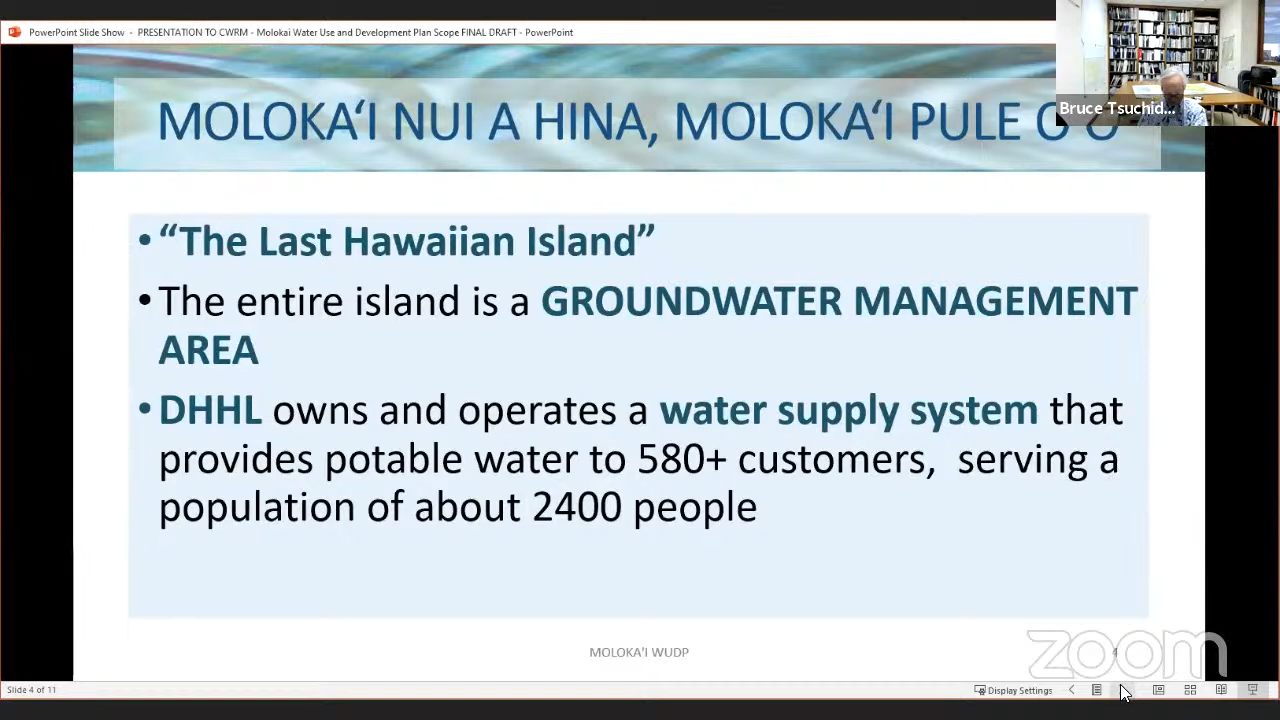 PowerPoint Slide Show - PRESENTATION TO CWRM - Molokai Water Use and Development Plan Scope FINAL DRAFT - PowerPoint
Bruce Tsuchid...
MOLOKA‘I NUI A HINA, MOLOKA‘I PULE O O
• “The Last Hawaiian Island”
• The entire island is a GROUNDWATER MANAGEMENT
AREA
• DHHL owns and operates a water supply system that
provides potable water to 580+ customers,  serving a
population of about 2400 people
MOLOKA'I WUDP
zoom
Slide 4 of 11
Display Settings